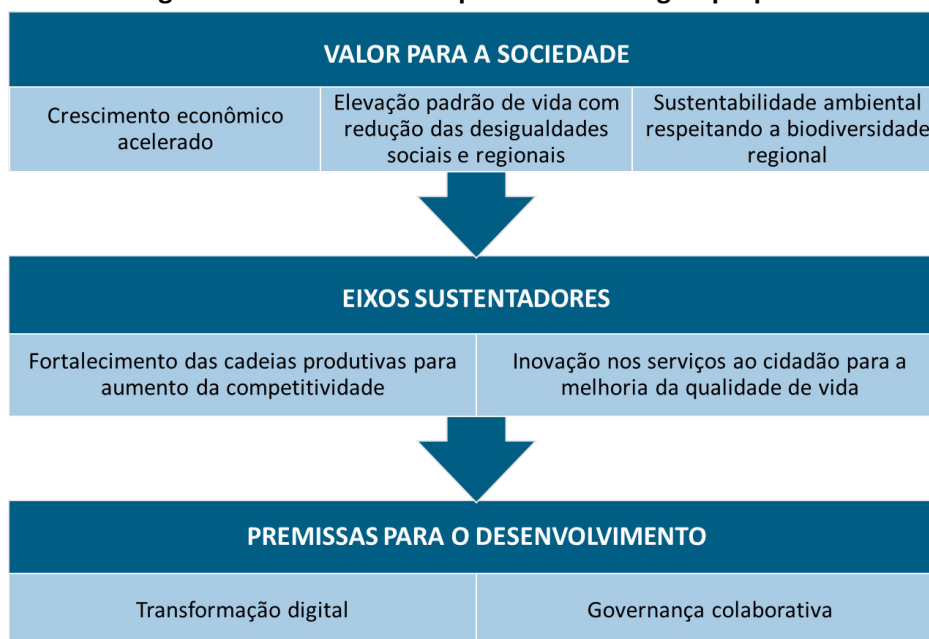 VALOR PARA A SOCIEDADE
Crescimento econômico
acelerado
Elevação padrão de vida com
redução das desigualdades
sociais e regionais
Sustentabilidade ambiental
respeitando a biodiversidade
regional
EIXOS SUSTENTADORES
Fortalecimento das cadeias produtivas para
aumento da competitividade
Inovação nos serviços ao cidadão para a
melhoria da qualidade de vida
PREMISSAS PARA O DESENVOLVIMENTO
Transformação digital
Governança colaborativa